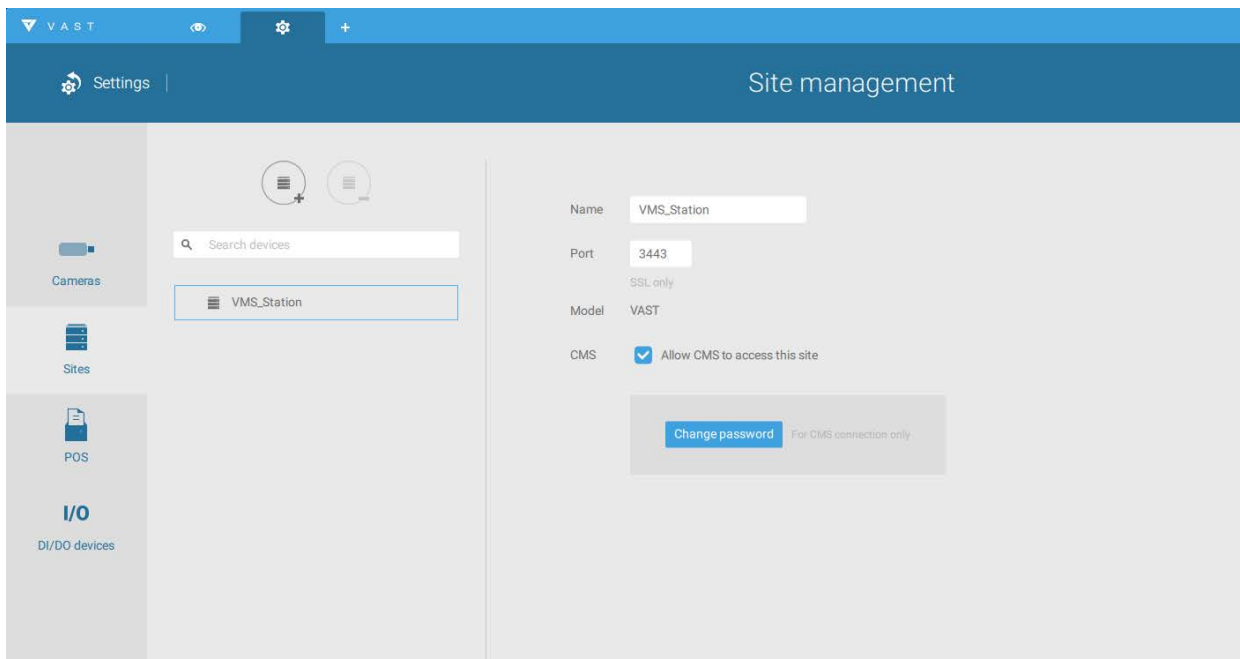 VAST
+
Settings
Site management
Cameras
Sites
POS
I/O
DI/DO devices
Search devices
VMS_Station
Name VMS_Station
Port 3443
SSL only
Model VAST
CMS Allow CMS to access this site
Change password For CMS connection only